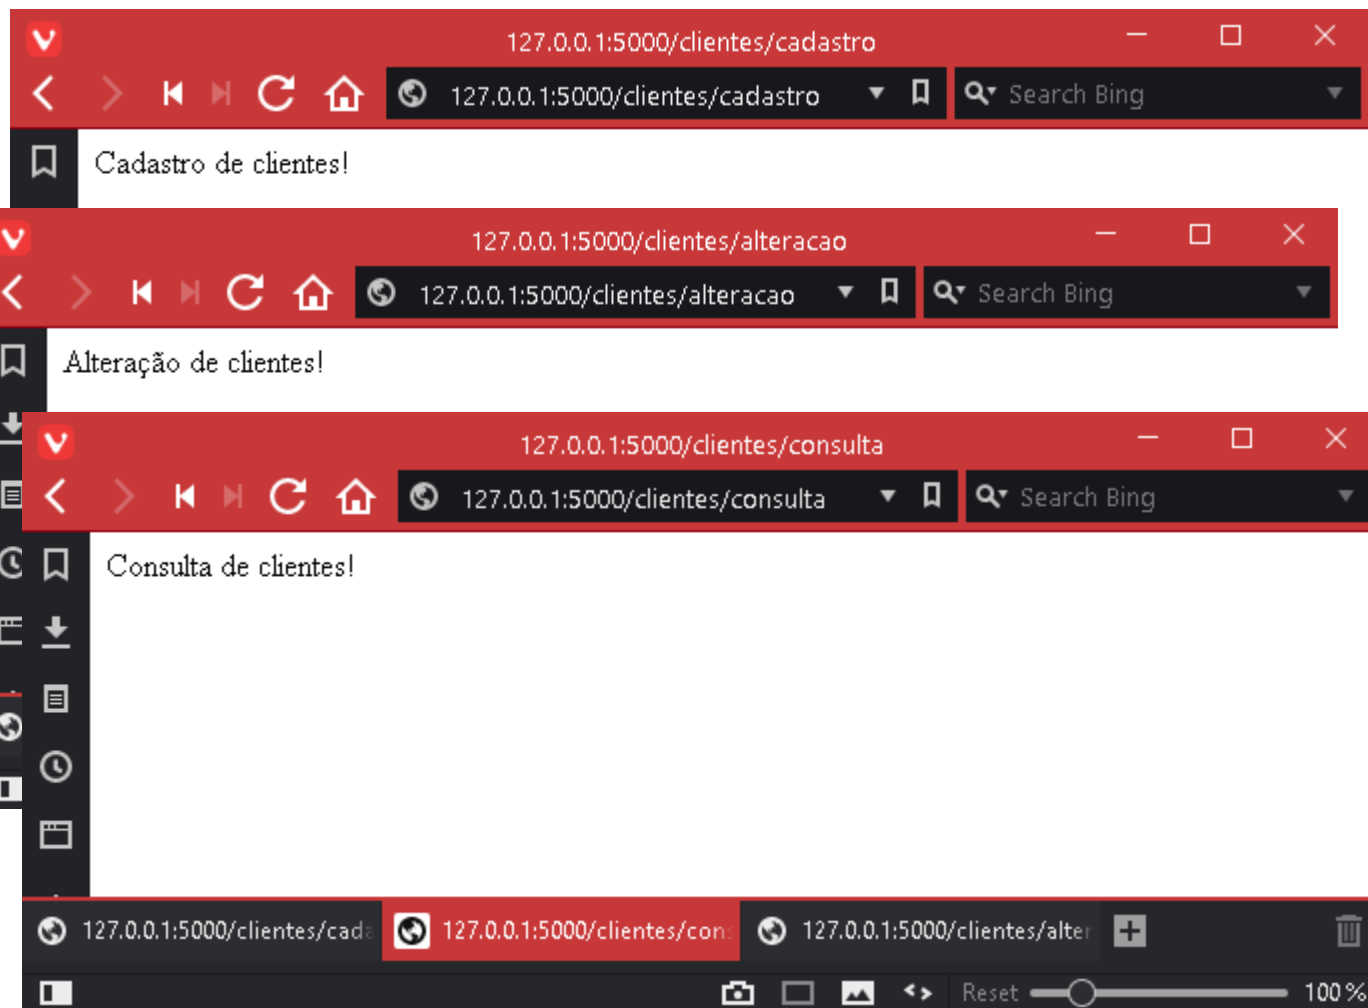 127.0.0.1:5000/clientes/cadastro
127.0.0.1:5000/clientes/cadastro
Search Bing
Cadastro de clientes!
127.0.0.1:5000/clientes/alteracao
127.0.0.1:5000/clientes/alteracao
Search Bing
Alteração de clientes!
127.0.0.1:5000/clientes/consulta
127.0.0.1:5000/clientes/consulta
Search Bing
Consulta de clientes!
127.0.0.1:5000/clientes/cada
127.0.0.1:5000/clientes/cons
127.0.0.1:5000/clientes/alter
Reset
100 %